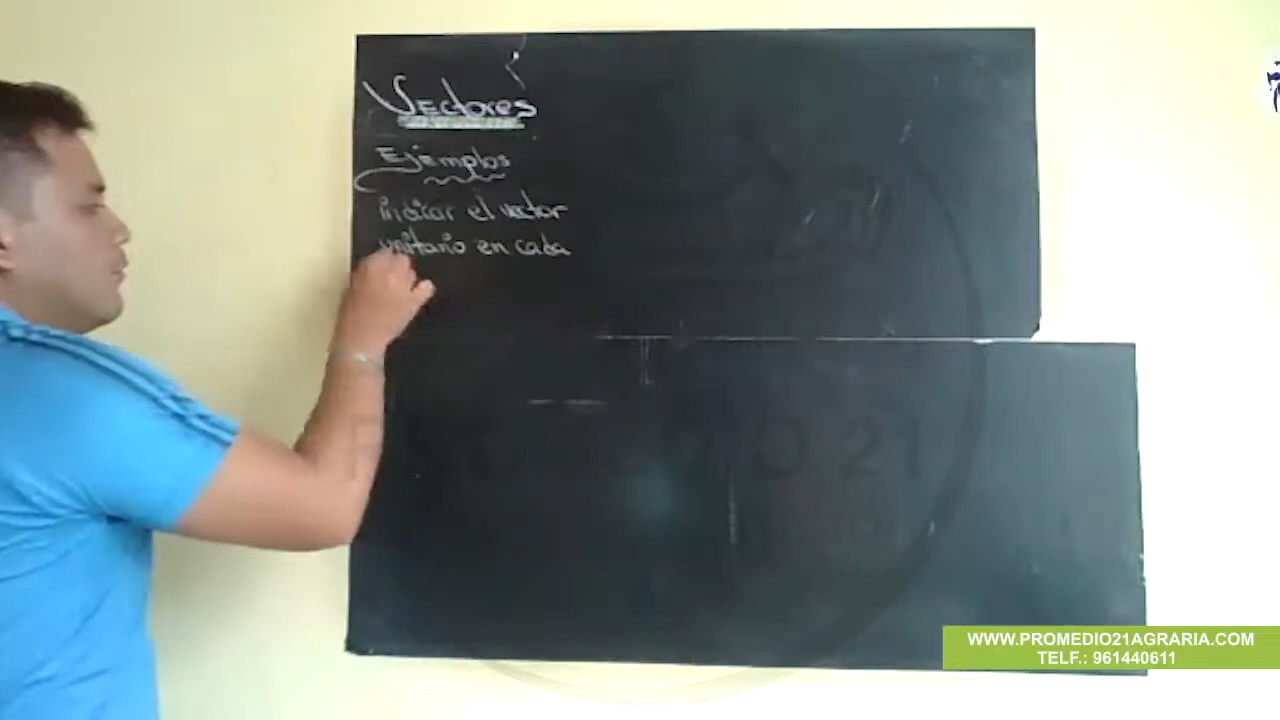 Vectores
Ejemplos
indicar el vector
unitario en cada
WWW.PROMEDIO21AGRARIA.COM
TELF.: 961440611